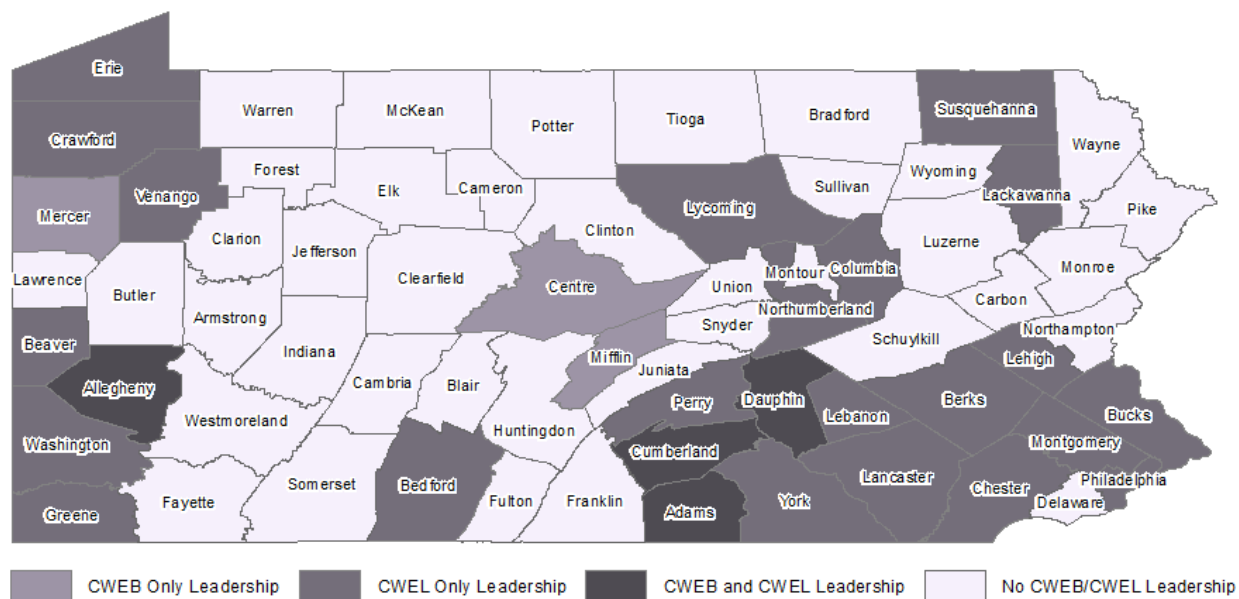 Erie
Warren
McKean
Potter
Tioga
Bradford
Susquehanna
Wayne
Crawford
Forest
Wyoming
Venango
Elk
Cameron
Sullivan
Lackawanna
Mercer
Lycoming
Pike
Clarion
Clinton
Jefferson
Luzerne
Clearfield
Montour
Columbia
Monroe
Lawrence
Butler
Centre
Union
Carbon
Northumberland
Armstrong
Snyder
Northampton
Beaver
Indiana
Mifflin
Schuylkill
Lehigh
Juniata
Allegheny
Cambria
Blair
Perry
Dauphin
Berks
Westmoreland
Lebanon
Bucks
Huntingdon
Washington
Cumberland
Montgomery
Somerset
Bedford
Lancaster
Philadelphia
Fayette
Fulton
Franklin
York
Chester
Delaware
Greene
Adams
CWEB Only Leadership
CWEL Only Leadership
CWEB and CWEL Leadership
No CWEB/CWEL Leadership